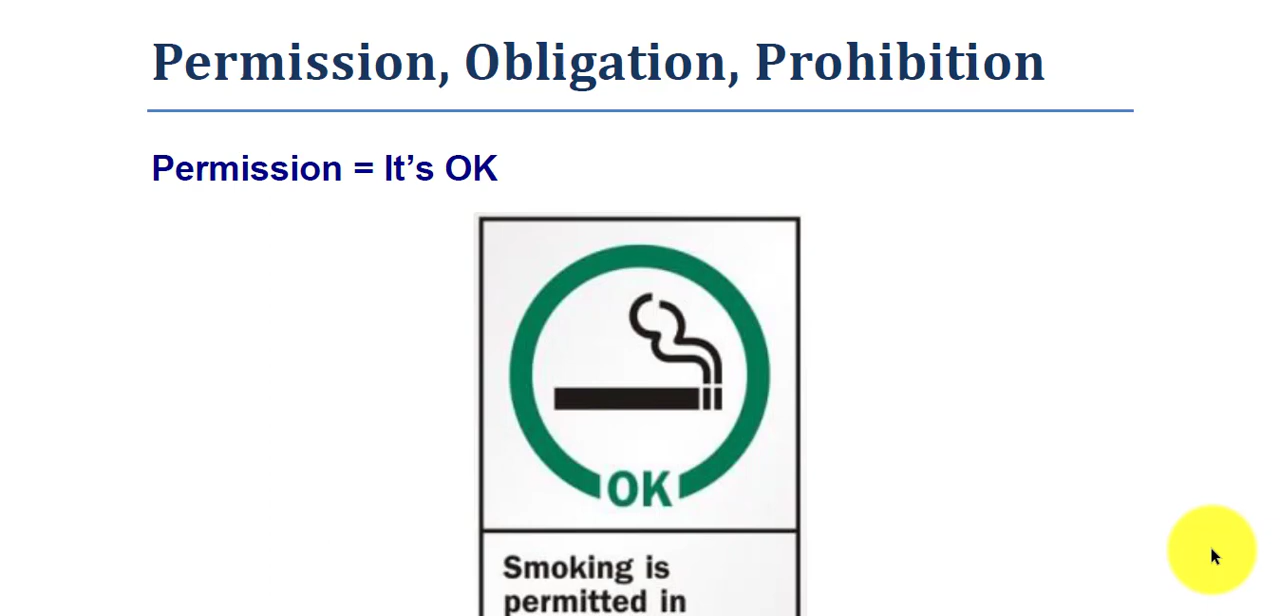 Permission, Obligation, Prohibition
Permission = It’s OK
OK
Smoking is
permitted in